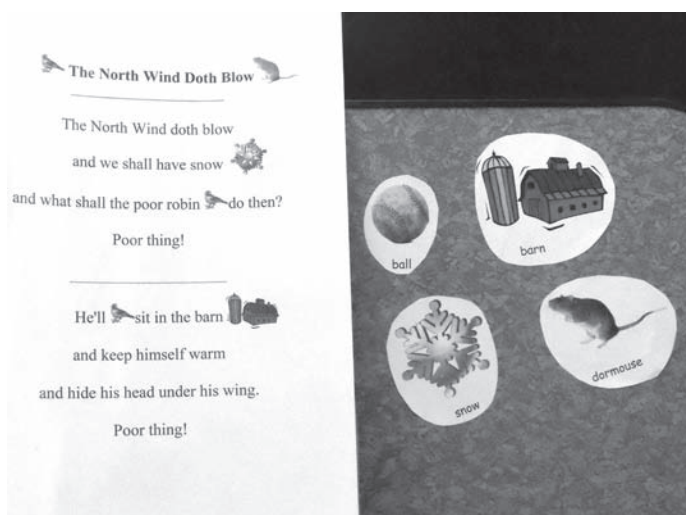 The North Wind Doth Blow
The North Wind doth blow
and we shall have snow
and what shall the poor robin do then?
Poor thing!
He'll sit in the barn
and keep himself warm
and hide his head under his wing.
Poor thing!
ball
barn
snow
dormouse